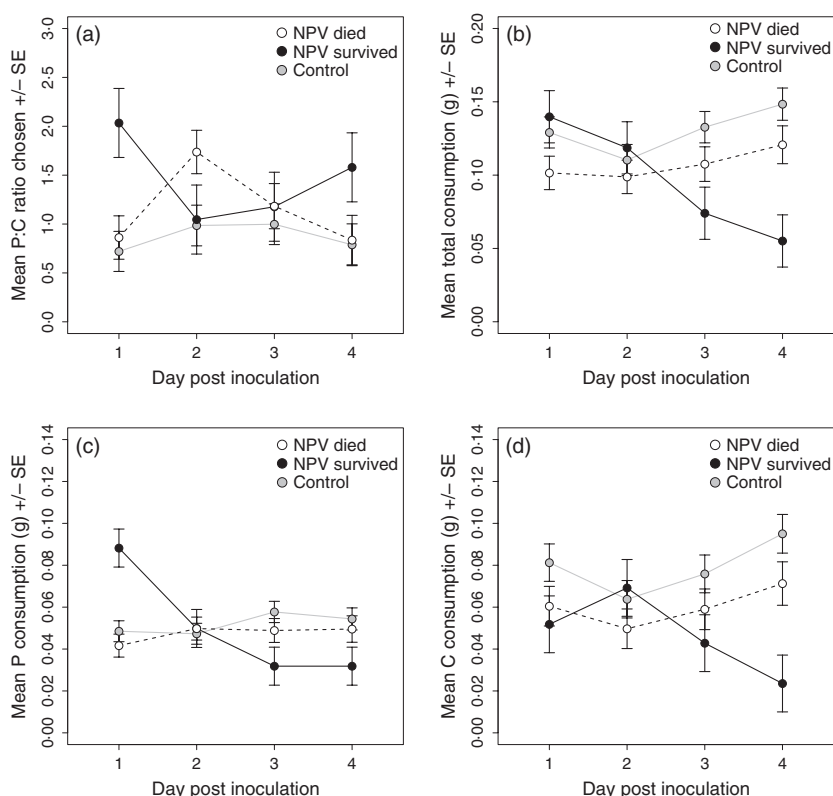 (a)
NPV died
NPV survived
Control
Mean P:C ratio chosen +/– SE
3·0
2·5
2·0
1·5
1·0
0·5
0·0
1 2 3 4
Day post inoculation
(b)
NPV died
NPV survived
Control
Mean total consumption (g) +/– SE
0·20
0·15
0·10
0·05
0·00
1 2 3 4
Day post inoculation
(c)
NPV died
NPV survived
Control
Mean P consumption (g) +/– SE
0·14
0·12
0·10
0·08
0·06
0·04
0·02
0·00
1 2 3 4
Day post inoculation
(d)
NPV died
NPV survived
Control
Mean C consumption (g) +/– SE
0·14
0·12
0·10
0·08
0·06
0·04
0·02
0·00
1 2 3 4
Day post inoculation